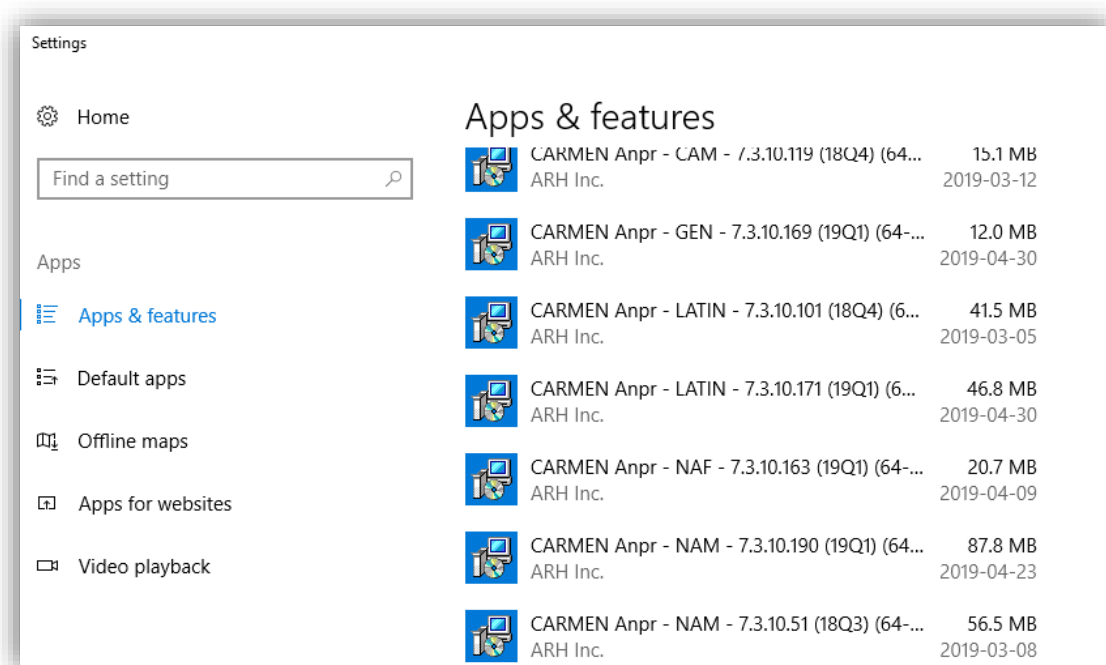 Settings
Home
Find a setting
Apps
Apps & features
Default apps
Offline maps
Apps for websites
Video playback
Apps & features
CARMEN Anpr - CAM - 7.3.10.119 (18Q4) (64... 15.1 MB
ARH Inc. 2019-03-12
CARMEN Anpr - GEN - 7.3.10.169 (19Q1) (64-... 12.0 MB
ARH Inc. 2019-04-30
CARMEN Anpr - LATIN - 7.3.10.101 (18Q4) (6... 41.5 MB
ARH Inc. 2019-03-05
CARMEN Anpr - LATIN - 7.3.10.171 (19Q1) (6... 46.8 MB
ARH Inc. 2019-04-30
CARMEN Anpr - NAF - 7.3.10.163 (19Q1) (64-... 20.7 MB
ARH Inc. 2019-04-09
CARMEN Anpr - NAM - 7.3.10.190 (19Q1) (64... 87.8 MB
ARH Inc. 2019-04-23
CARMEN Anpr - NAM - 7.3.10.51 (18Q3) (64-... 56.5 MB
ARH Inc. 2019-03-08